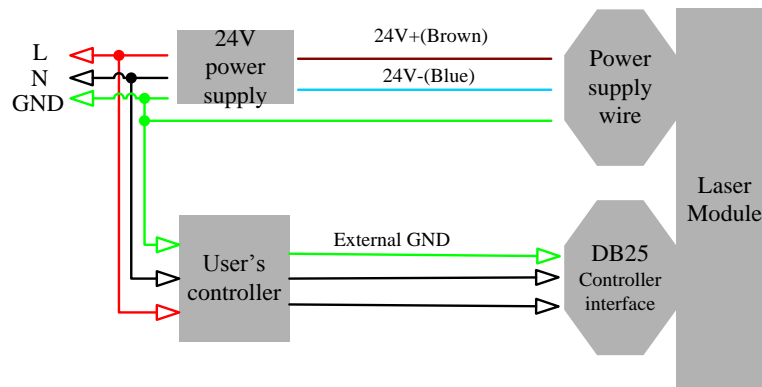 L
N
GND
24V
power
supply
24V+(Brown)
24V-(Blue)
Power
supply
wire
Laser
Module
User’s
controller
External GND
DB25
Controller
interface